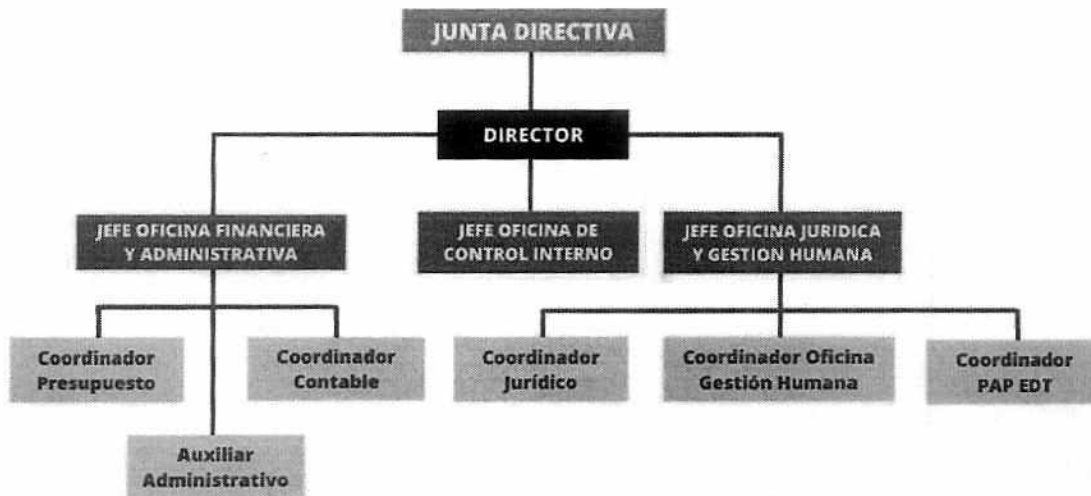 JUNTA DIRECTIVA
DIRECTOR
JEFE OFICINA FINANCIERA
Y ADMINISTRATIVA
JEFE OFICINA DE
CONTROL INTERNO
JEFE OFICINA JURIDICA
Y GESTION HUMANA
Coordinador
Presupuesto
Coordinador
Contable
Coordinador
Jurídico
Coordinador Oficina
Gestión Humana
Coordinador
PAP EDT
Auxiliar
Administrativo